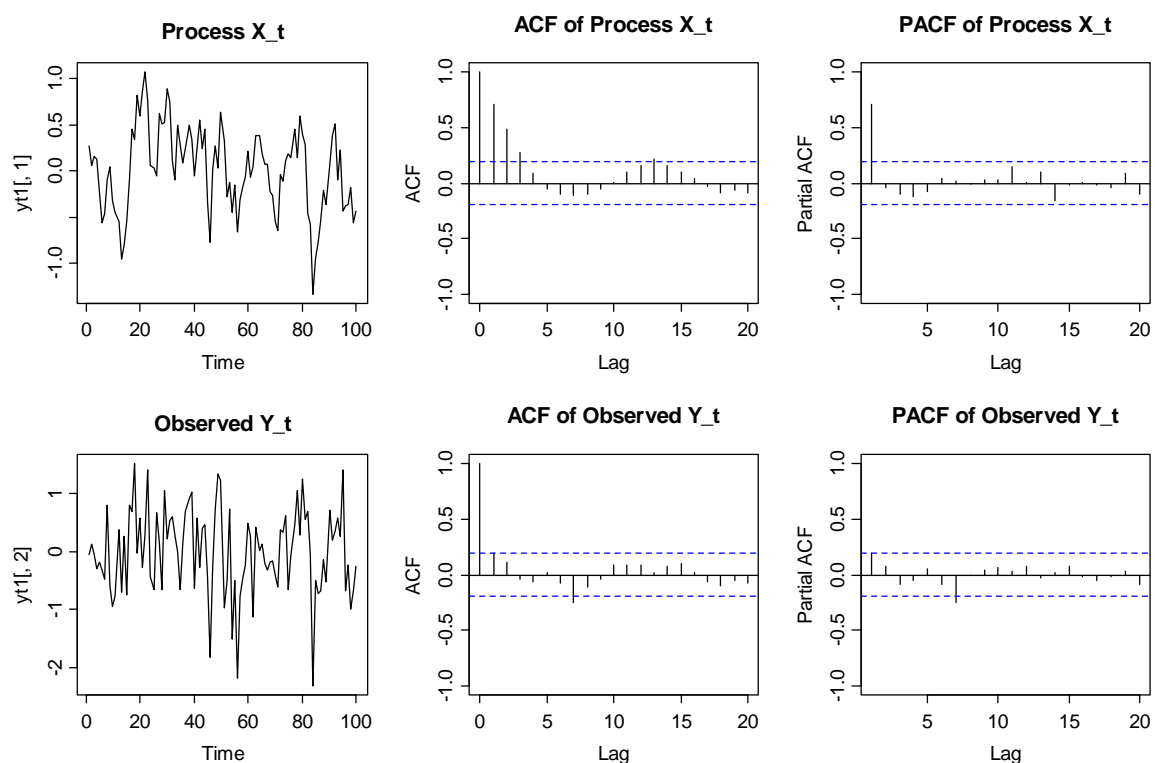 Process X_t
ACF of Process X_t
PACF of Process X_t
yt1[, 1]
-1.0
0.0
0.5
1.0
0 20 40 60 80 100
Time
ACF
-1.0 -0.5 0.0 0.5 1.0
0 5 10 15 20
Lag
Partial ACF
-1.0 -0.5 0.0 0.5 1.0
5 10 15 20
Lag
Observed Y_t
ACF of Observed Y_t
PACF of Observed Y_t
yt1[, 2]
-2 -1 0 1
0 20 40 60 80 100
Time
ACF
-1.0 -0.5 0.0 0.5 1.0
0 5 10 15 20
Lag
Partial ACF
-1.0 -0.5 0.0 0.5 1.0
5 10 15 20
Lag